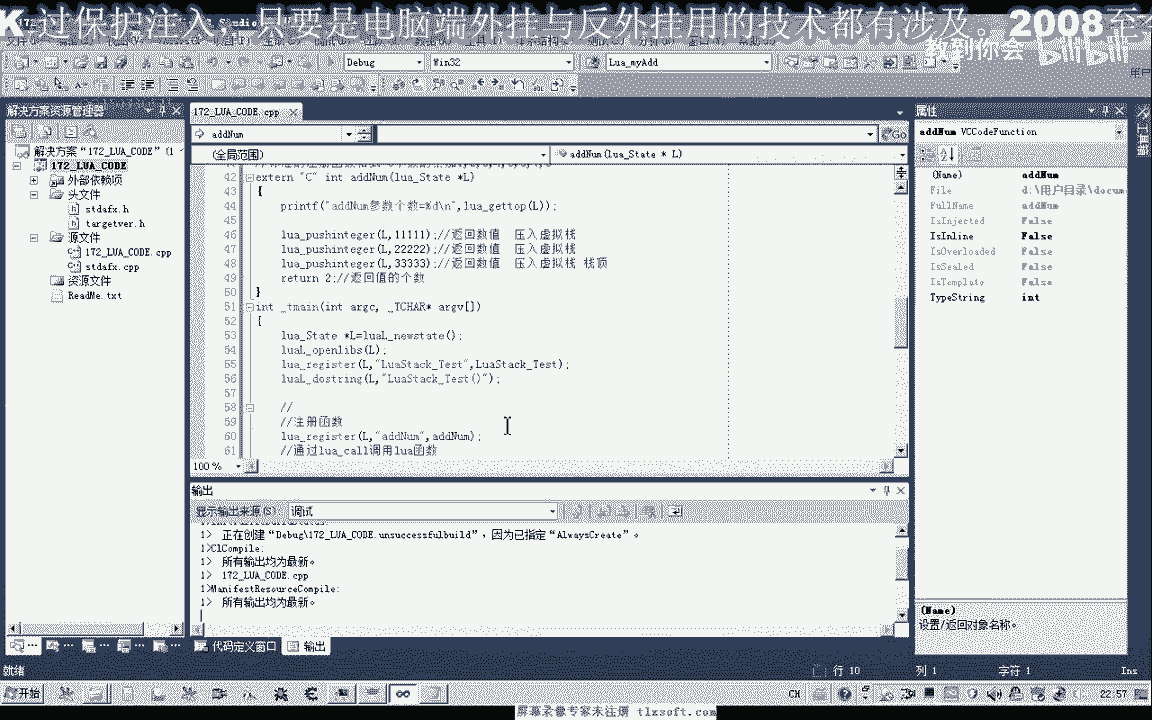 K 过保护注入，只要是电脑端外挂与反外挂用的技术都有涉及。2008至今
教到你会 bilibili
Debug
Win32
Lua_myAdd
解决方案资源管理器
172_LUA_CODE.cpp
属性
addNum
Go
addNum VCCodeFunction
(全局范围)
addNum(lua_State * L)
解决方案“172_LUA_CODE” (1
172_LUA_CODE
外部依赖项
头文件
stdafx.h
targetver.h
源文件
172_LUA_CODE.cpp
stdafx.cpp
资源文件
ReadMe.txt
42 extern "C" int addNum(lua_State *L)
43 {
44 printf("addNum参数个数=%d\n",lua_gettop(L));
45
46 lua_pushinteger(L,11111);//返回数值 压入虚拟栈
47 lua_pushinteger(L,22222);//返回数值 压入虚拟栈
48 lua_pushinteger(L,33333);//返回数值 压入虚拟栈 栈顶
49 return 2;//返回值的个数
50 }
51 int _tmain(int argc, _TCHAR* argv[])
52 {
53 lua_State *L=luaL_newstate();
54 luaL_openlibs(L);
55 lua_register(L,"LuaStack_Test",LuaStack_Test);
56 luaL_dostring(L,"LuaStack_Test()");
57
58 //
59 //注册函数
60 lua_register(L,"addNum",addNum);
61 //通过lua_call调用lua函数
100 %
(Name) addNum
File d:\用户目录\docum
FullName addNum
IsInjected False
IsInline False
IsOverloaded False
IsSealed False
IsTemplate False
TypeString int
输出
显示输出来源(S): 调试
1> 正在创建“Debug\172_LUA_CODE.unsuccessfulbuild”，因为已指定“AlwaysCreate”。
1>ClCompile:
1> 所有输出均为最新。
1> 172_LUA_CODE.cpp
1>ManifestResourceCompile:
1> 所有输出均为最新。
(Name)
设置/返回对象名称。
代码定义窗口 输出
就绪
行 10
列 1
字符 1
Ins
开始
CH
22:57
屏幕录像专家未注册 tlxsoft.com